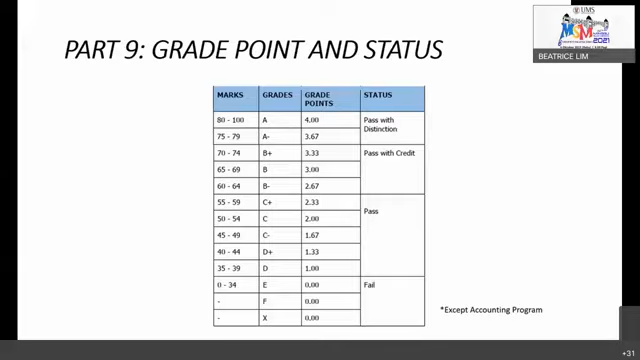 PART 9: GRADE POINT AND STATUS
UMS
MSM
2021
BEATRICE LIM
MARKS GRADES GRADE POINTS STATUS
80 - 100 A 4.00 Pass with Distinction
75 - 79 A- 3.67
70 - 74 B+ 3.33 Pass with Credit
65 - 69 B 3.00
60 - 64 B- 2.67
55 - 59 C+ 2.33 Pass
50 - 54 C 2.00
45 - 49 C- 1.67
40 - 44 D+ 1.33
35 - 39 D 1.00
0 - 34 E 0.00 Fail
- F 0.00
- X 0.00
*Except Accounting Program
+31